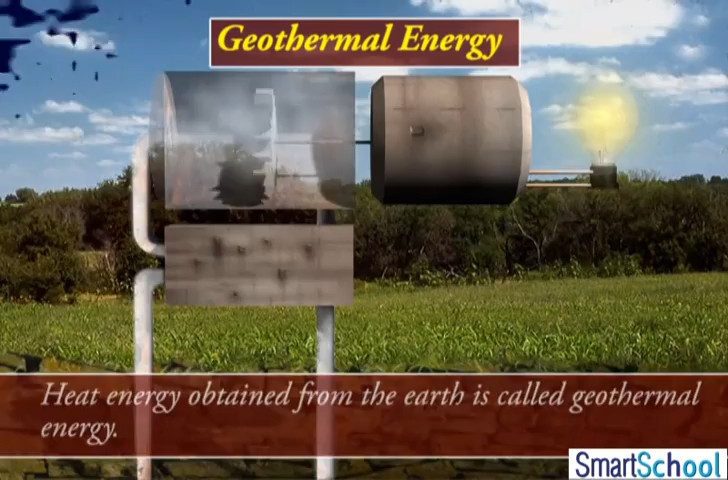 Geothermal Energy
Heat energy obtained from the earth is called geothermal
energy.
SmartSchool